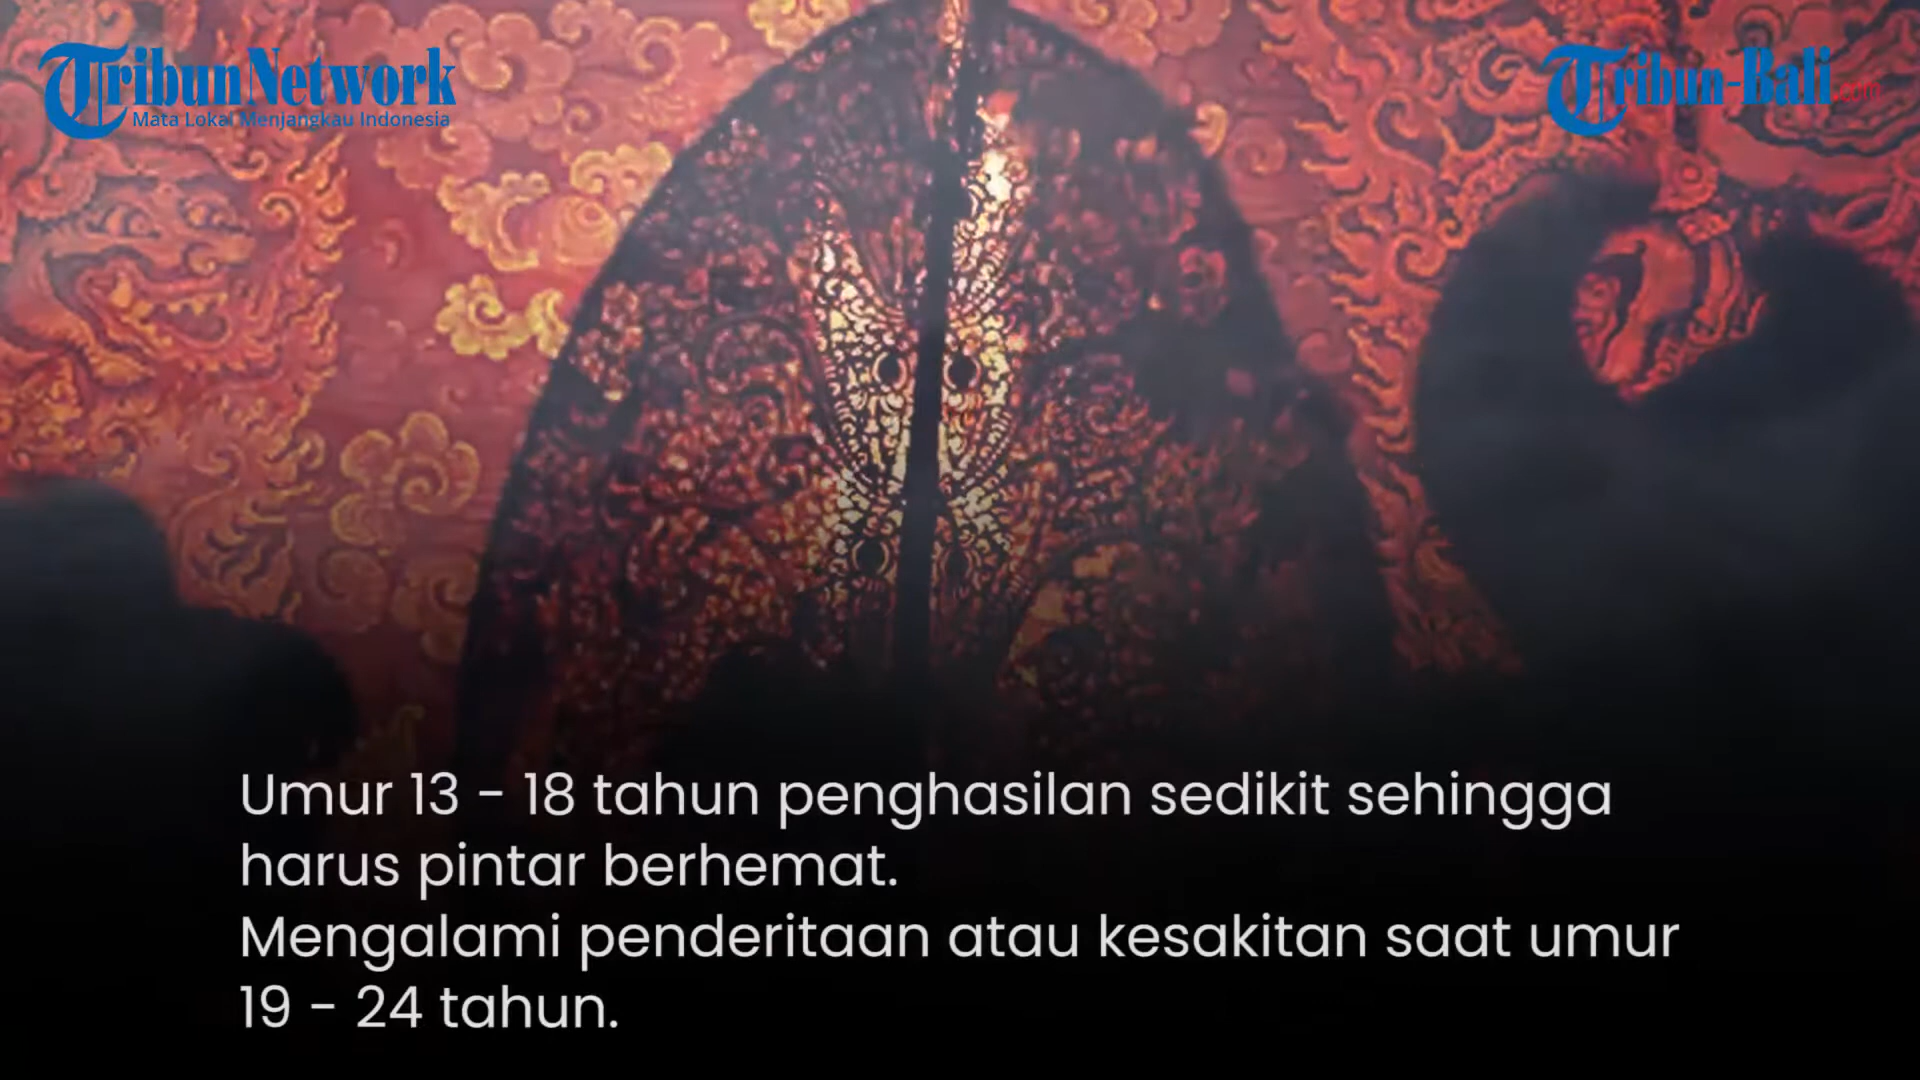 TribunNetwork
Mata Lokal Menjangkau Indonesia
Tribun-Bali.com
Umur 13 - 18 tahun penghasilan sedikit sehingga
harus pintar berhemat.
Mengalami penderitaan atau kesakitan saat umur
19 - 24 tahun.